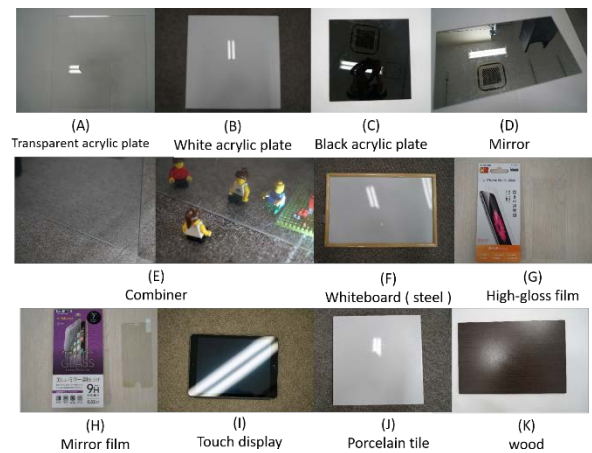 (A)
Transparent acrylic plate
(B)
White acrylic plate
(C)
Black acrylic plate
(D)
Mirror
(E)
Combiner
(F)
Whiteboard ( steel )
(G)
High-gloss film
(H)
Mirror film
GLASS
9H
(I)
Touch display
(J)
Porcelain tile
(K)
wood